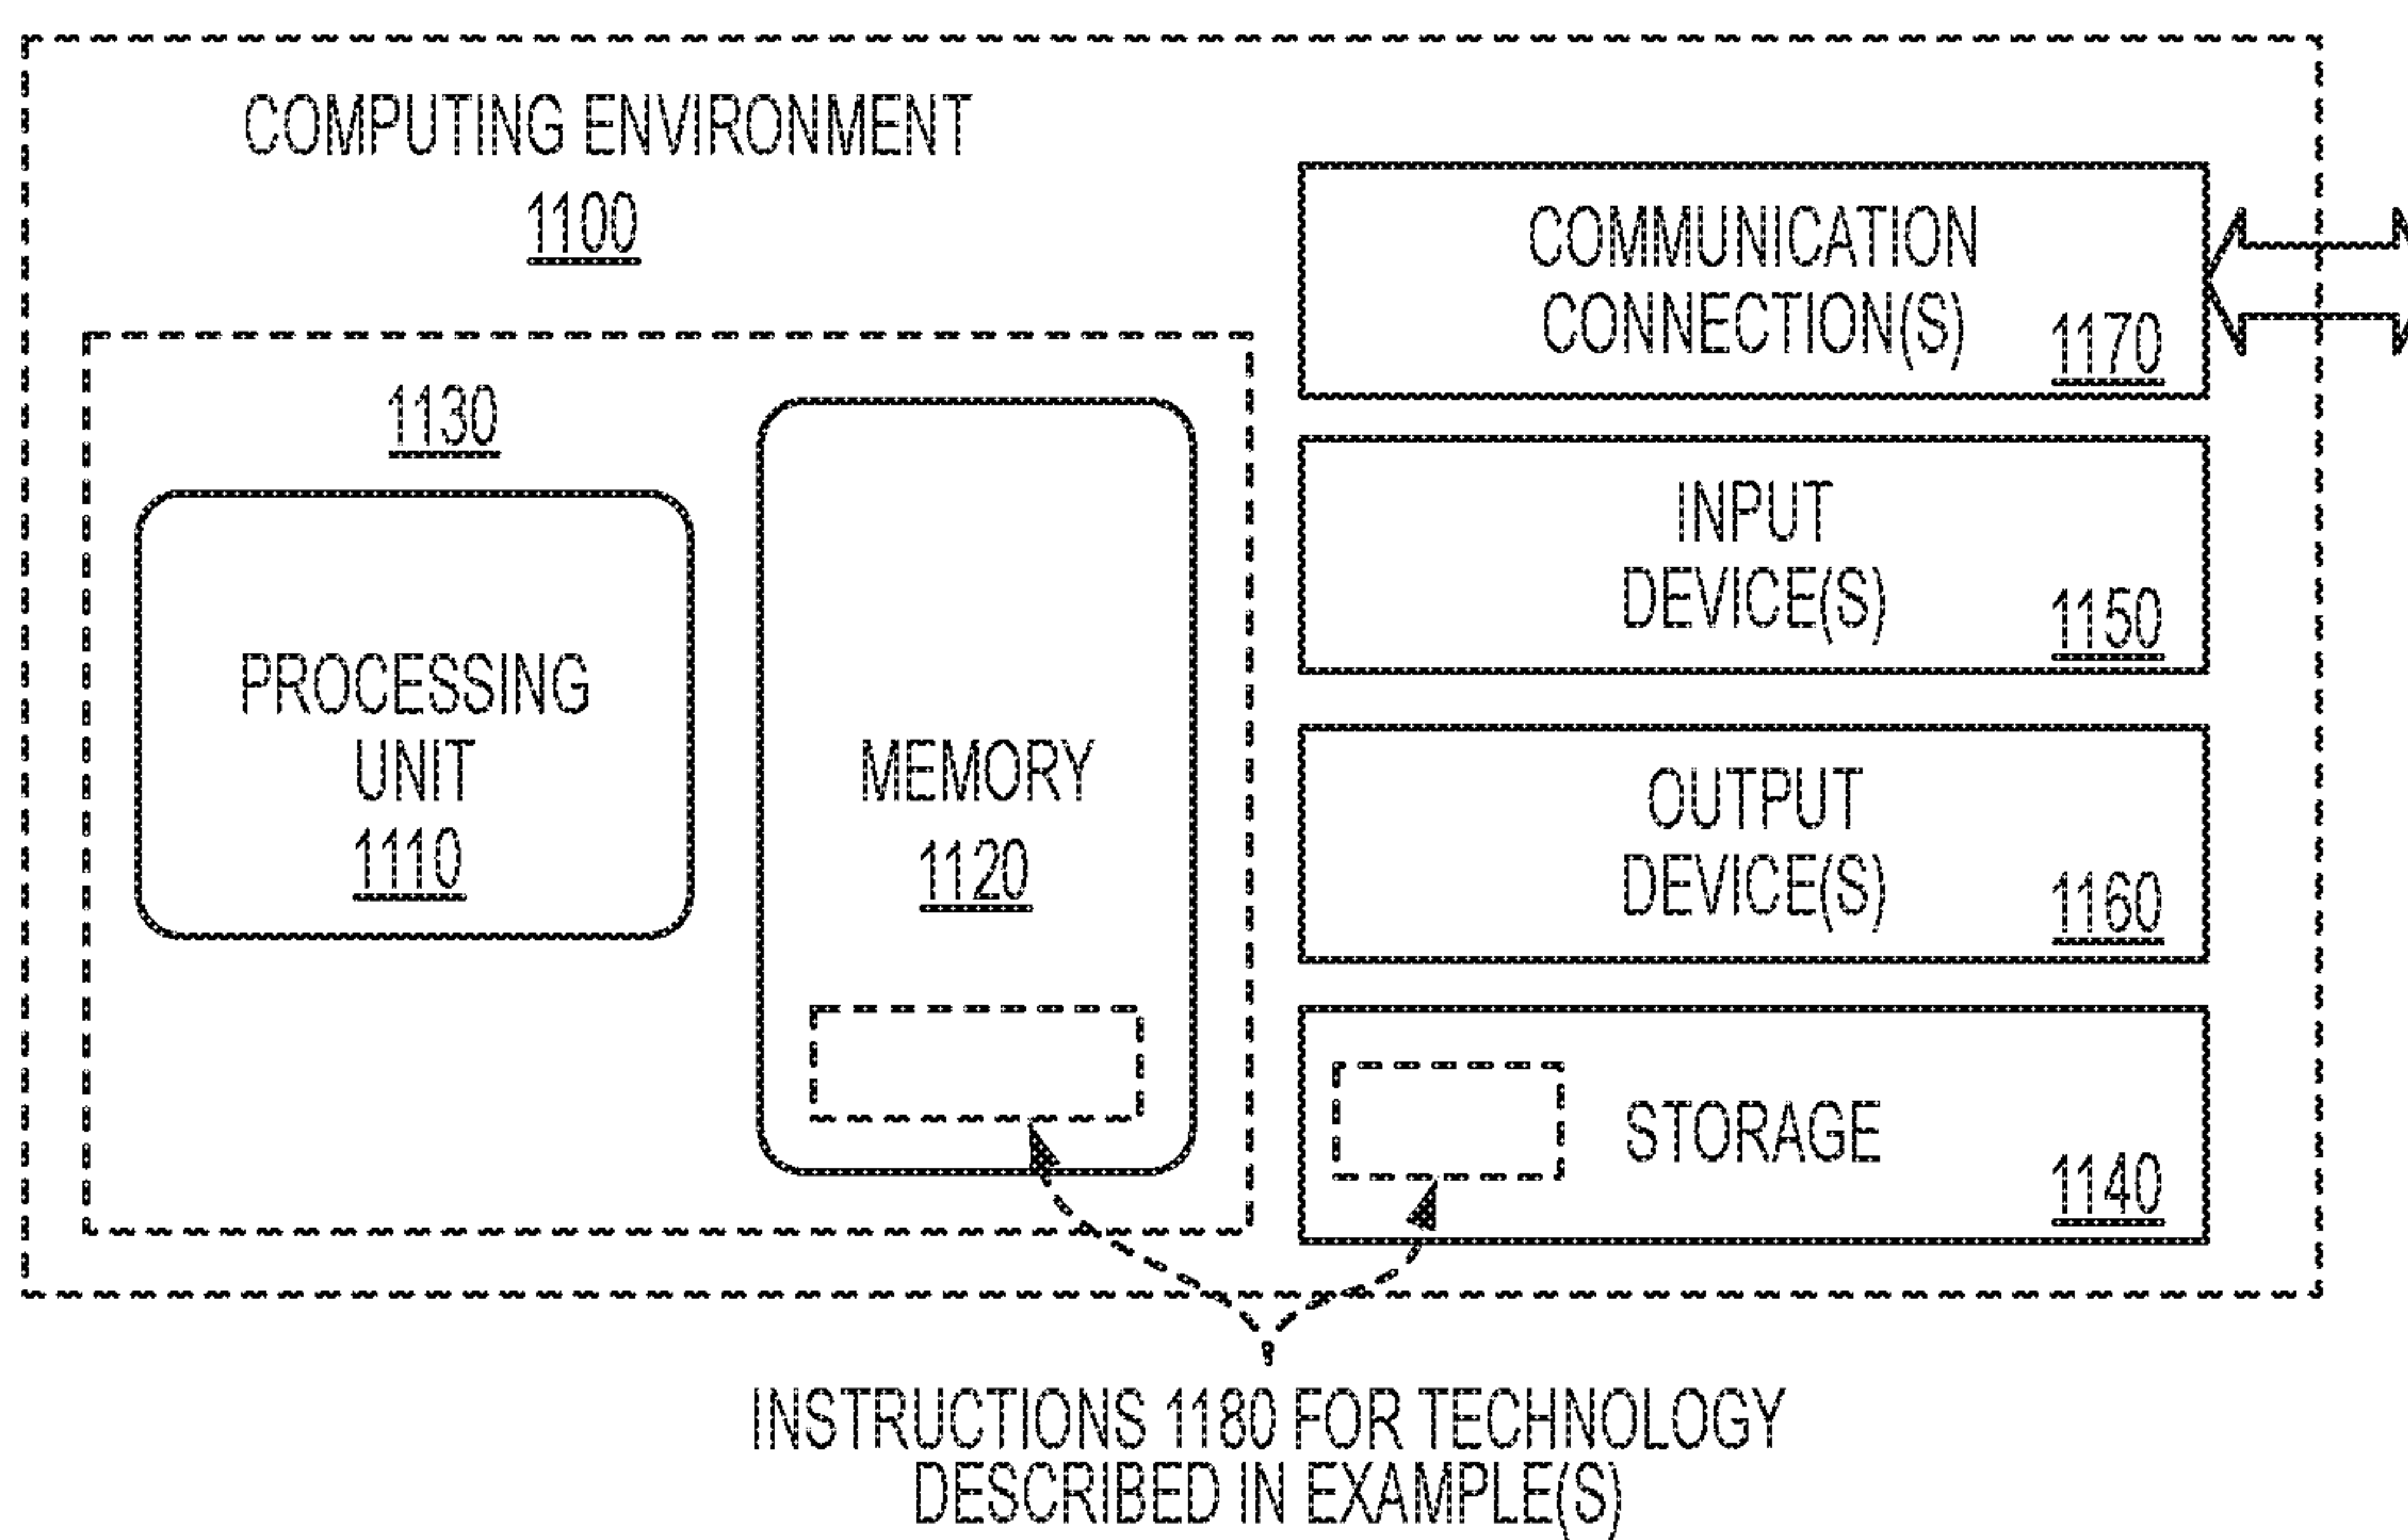 COMPUTING ENVIRONMENT
1100
1130
PROCESSING
UNIT
1110
MEMORY
1120
COMMUNICATION
CONNECTION(S)
1170
INPUT
DEVICE(S)
1150
OUTPUT
DEVICE(S)
1160
STORAGE
1140
INSTRUCTIONS 1180 FOR TECHNOLOGY
DESCRIBED IN EXAMPLE(S)